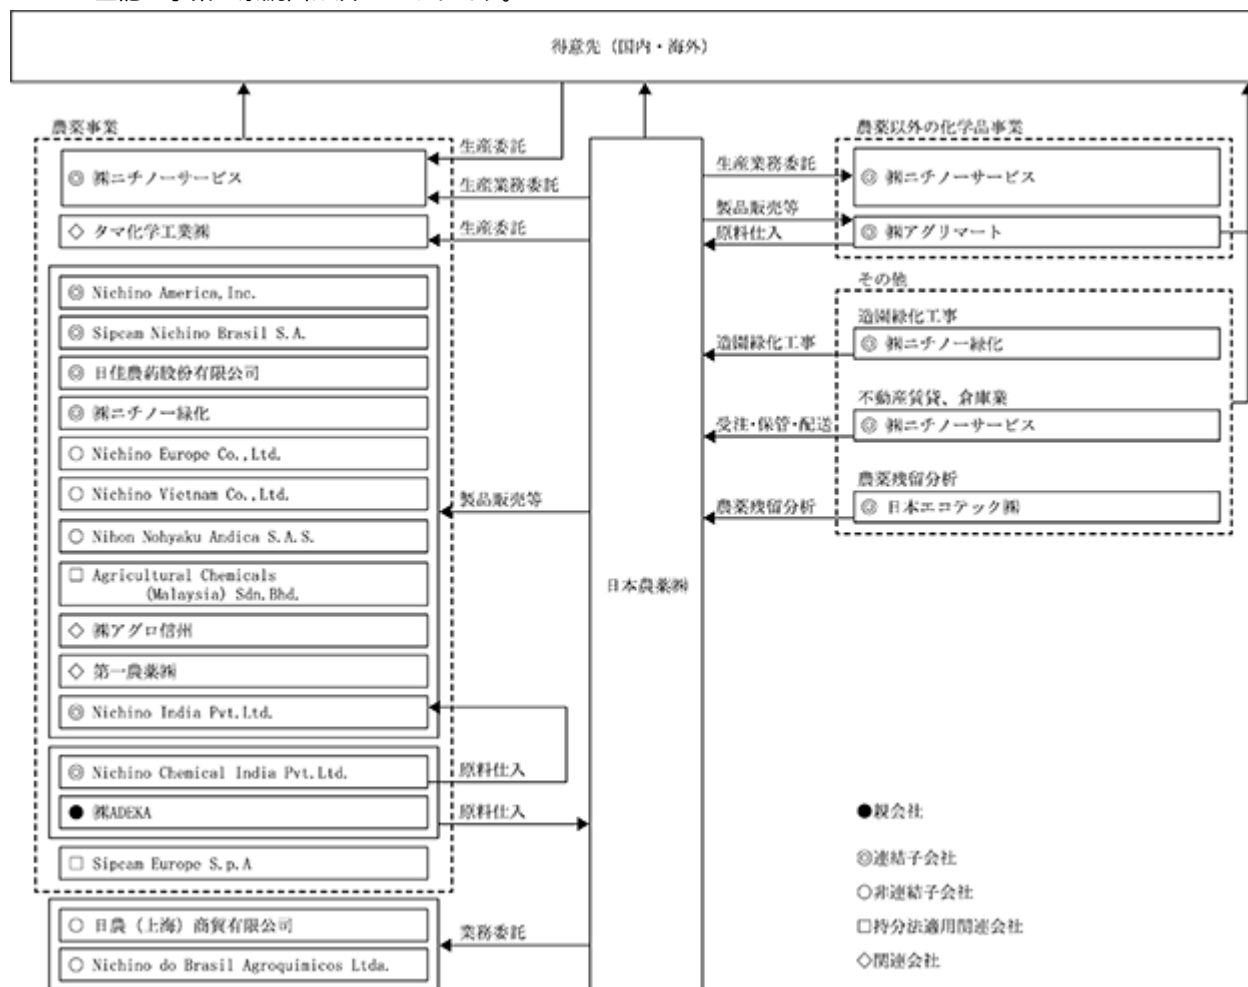 得意先（国内・海外）
農薬事業
◎ ㈱ニチノーサービス
◇ タマ化学工業㈱
◎ Nichino America,Inc.
◎ Sipcam Nichino Brasil S.A.
◎ 日佳農葯股份有限公司
◎ ㈱ニチノー緑化
○ Nichino Europe Co.,Ltd.
○ Nichino Vietnam Co.,Ltd.
○ Nihon Nohyaku Andica S.A.S.
□ Agricultural Chemicals
(Malaysia) Sdn.Bhd.
◇ ㈱アグロ信州
◇ 第一農薬㈱
◎ Nichino India Pvt.Ltd.
◎ Nichino Chemical India Pvt.Ltd.
● ㈱ADEKA
□ Sipcam Europe S.p.A
○ 日農（上海）商貿有限公司
○ Nichino do Brasil Agroquimicos Ltda.
生産委託
生産業務委託
生産委託
製品販売等
原料仕入
原料仕入
業務委託
日本農薬㈱
生産業務委託
製品販売等
原料仕入
造園緑化工事
受注・保管・配送
農薬残留分析
農薬以外の化学品事業
◎ ㈱ニチノーサービス
◎ ㈱アグリマート
その他
造園緑化工事
◎ ㈱ニチノー緑化
不動産賃貸、倉庫業
◎ ㈱ニチノーサービス
農薬残留分析
◎ 日本エコテック㈱
●親会社
◎連結子会社
○非連結子会社
□持分法適用関連会社
◇関連会社